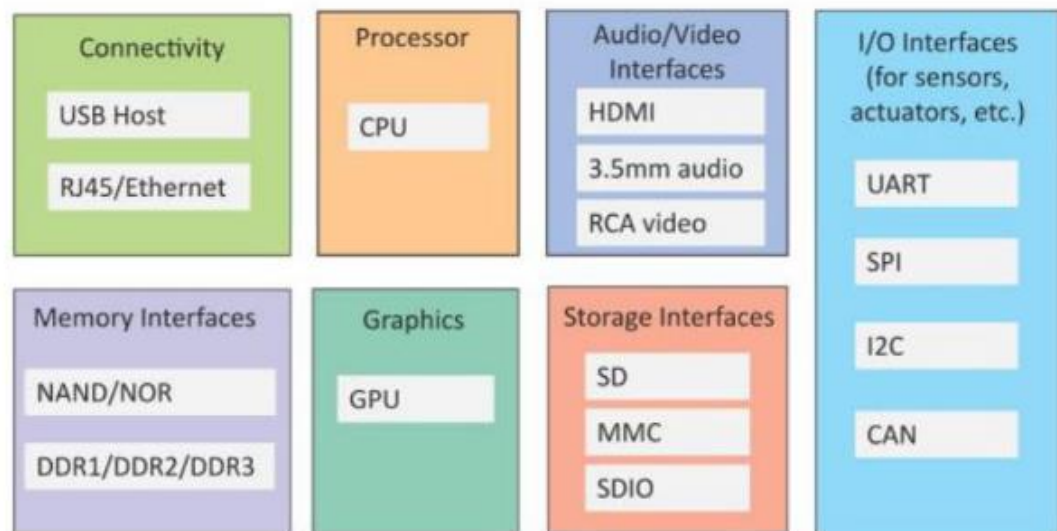 Connectivity
USB Host
RJ45/Ethernet
Processor
CPU
Audio/Video
Interfaces
HDMI
3.5mm audio
RCA video
I/O Interfaces
(for sensors,
actuators, etc.)
UART
SPI
I2C
CAN
Memory Interfaces
NAND/NOR
DDR1/DDR2/DDR3
Graphics
GPU
Storage Interfaces
SD
MMC
SDIO